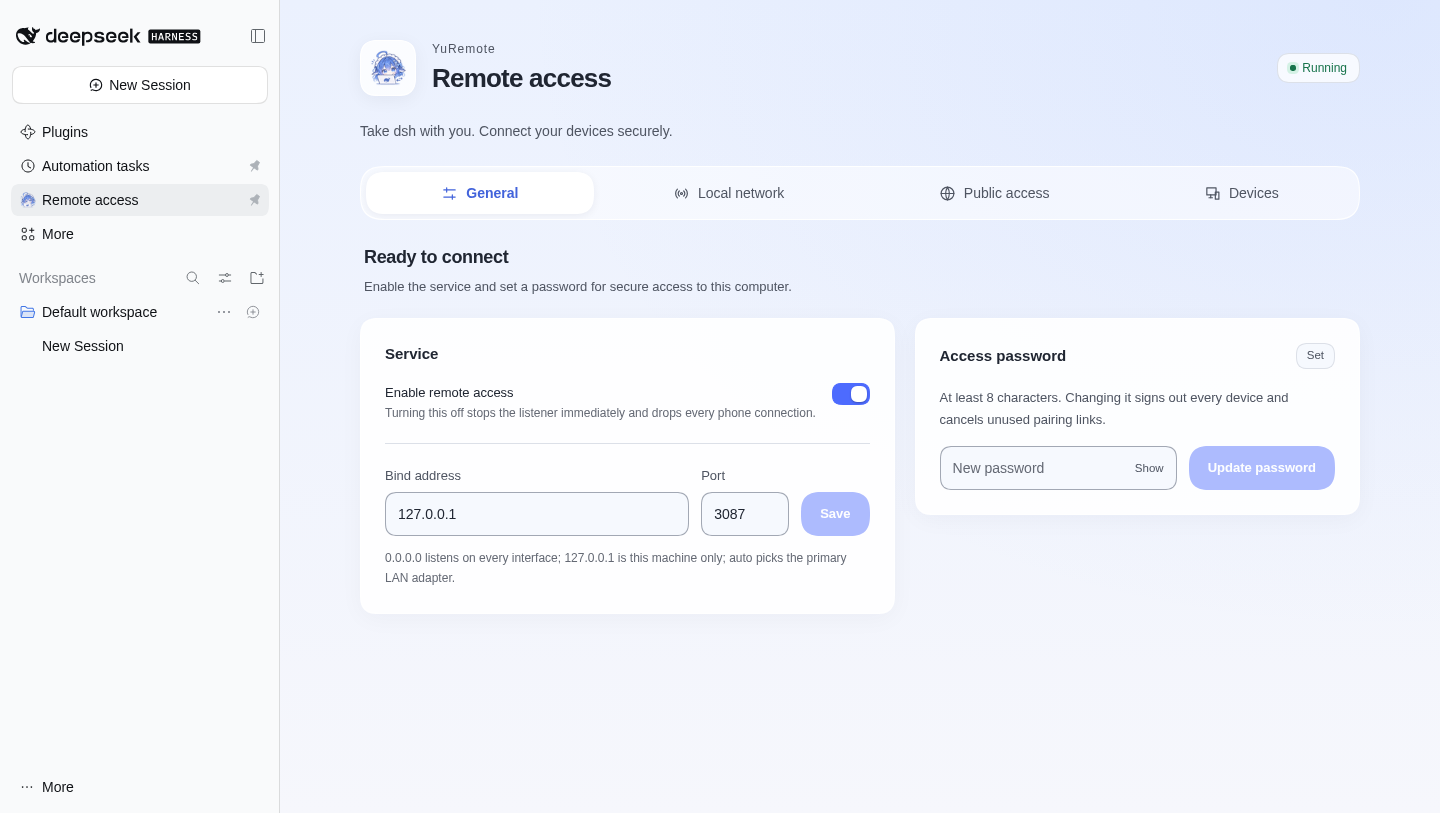 deepseek HARNESS
New Session
Plugins
Automation tasks
Remote access
More
Workspaces
Default workspace
New Session
More
YuRemote
Remote access
Running
Take dsh with you. Connect your devices securely.
General
Local network
Public access
Devices
Ready to connect
Enable the service and set a password for secure access to this computer.
Service
Enable remote access
Turning this off stops the listener immediately and drops every phone connection.
Bind address
Port
127.0.0.1
3087
Save
0.0.0.0 listens on every interface; 127.0.0.1 is this machine only; auto picks the primary
LAN adapter.
Access password
Set
At least 8 characters. Changing it signs out every device and
cancels unused pairing links.
New password
Show
Update password